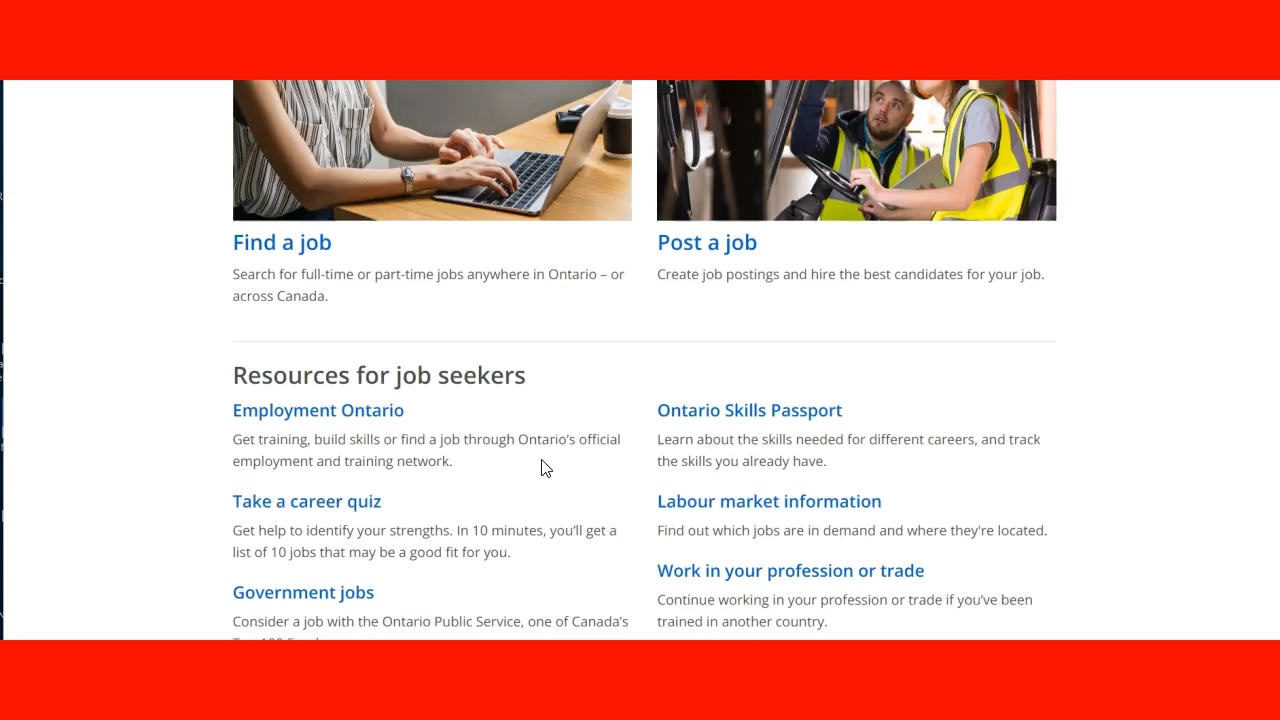 Find a job
Search for full-time or part-time jobs anywhere in Ontario – or
across Canada.
Post a job
Create job postings and hire the best candidates for your job.
Resources for job seekers
Employment Ontario
Get training, build skills or find a job through Ontario's official
employment and training network.
Take a career quiz
Get help to identify your strengths. In 10 minutes, you'll get a
list of 10 jobs that may be a good fit for you.
Government jobs
Consider a job with the Ontario Public Service, one of Canada's
Ontario Skills Passport
Learn about the skills needed for different careers, and track
the skills you already have.
Labour market information
Find out which jobs are in demand and where they're located.
Work in your profession or trade
Continue working in your profession or trade if you've been
trained in another country.